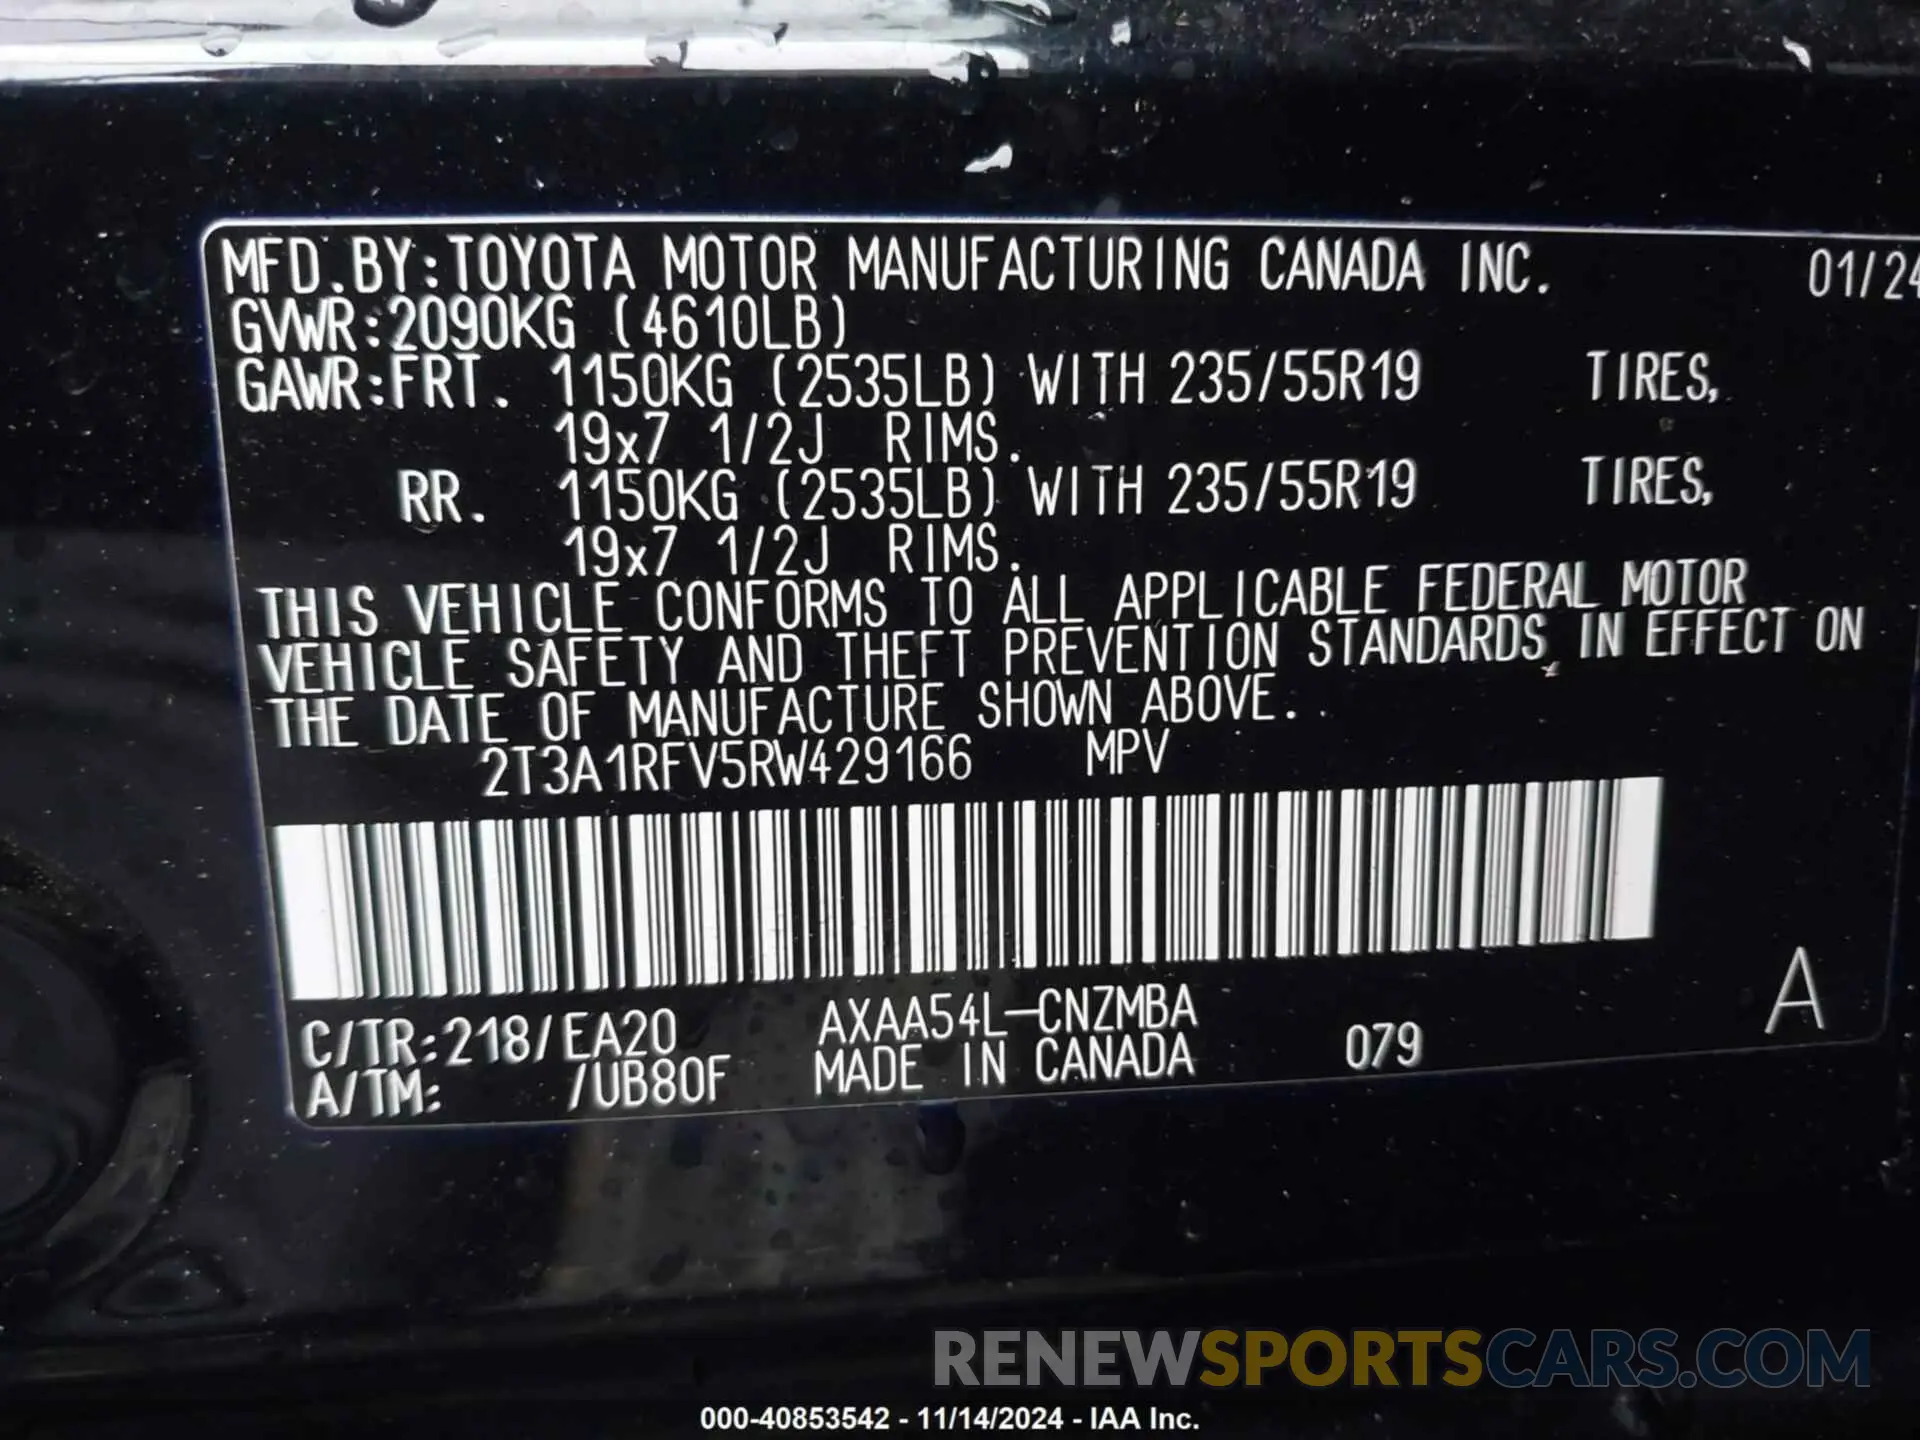 MFD.BY:TOYOTA MOTOR MANUFACTURING CANADA INC. 01/24
GVWR:2090KG (4610LB)
GAWR:FRT. 1150KG (2535LB) WITH 235/55R19 TIRES,
19x7 1/2J RIMS.
RR. 1150KG (2535LB) WITH 235/55R19 TIRES,
19x7 1/2J RIMS.
THIS VEHICLE CONFORMS TO ALL APPLICABLE FEDERAL MOTOR
VEHICLE SAFETY AND THEFT PREVENTION STANDARDS IN EFFECT ON
THE DATE OF MANUFACTURE SHOWN ABOVE.
2T3A1RFV5RW429166 MPV
C/TR:218/EA20 AXAA54L-CNZMBA
A/TM: /UB80F MADE IN CANADA 079 A
RENEWSPORTSCARS.COM
000-40853542 - 11/14/2024 - IAA Inc.